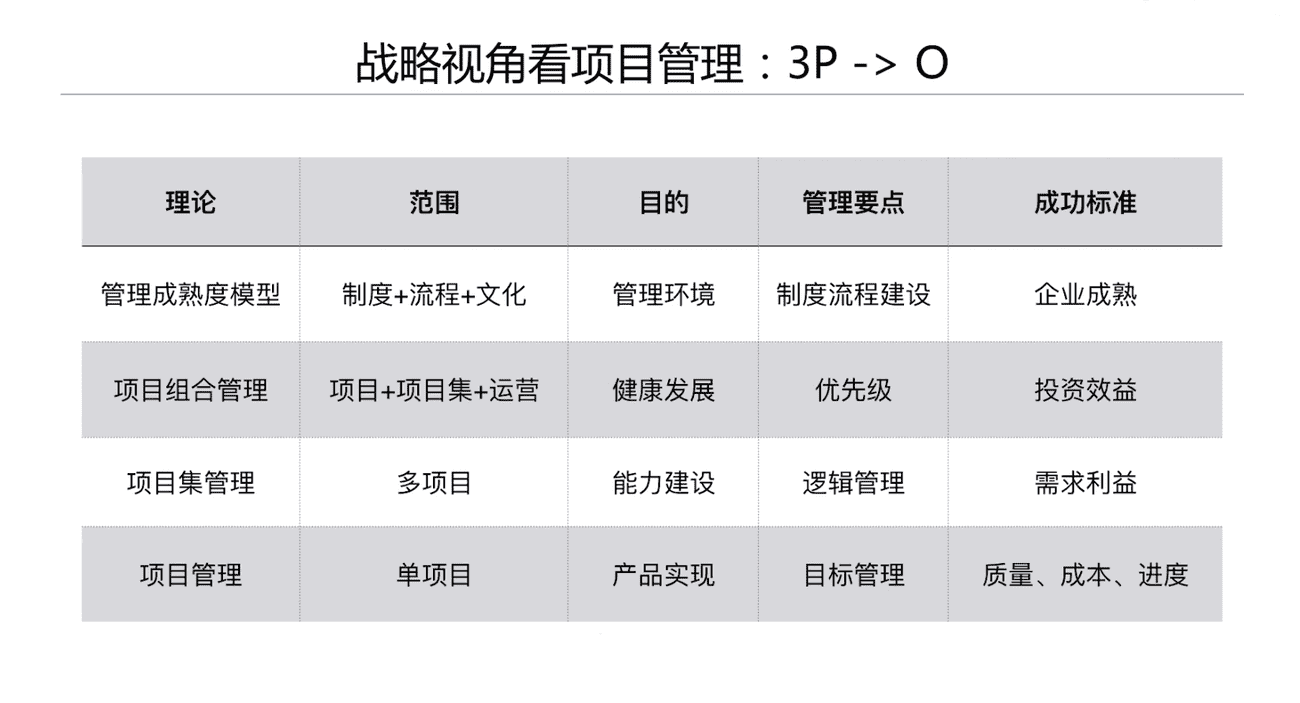 战略视角看项目管理：3P -> O
理论 范围 目的 管理要点 成功标准
管理成熟度模型 制度+流程+文化 管理环境 制度流程建设 企业成熟
项目组合管理 项目+项目集+运营 健康发展 优先级 投资效益
项目集管理 多项目 能力建设 逻辑管理 需求利益
项目管理 单项目 产品实现 目标管理 质量、成本、进度